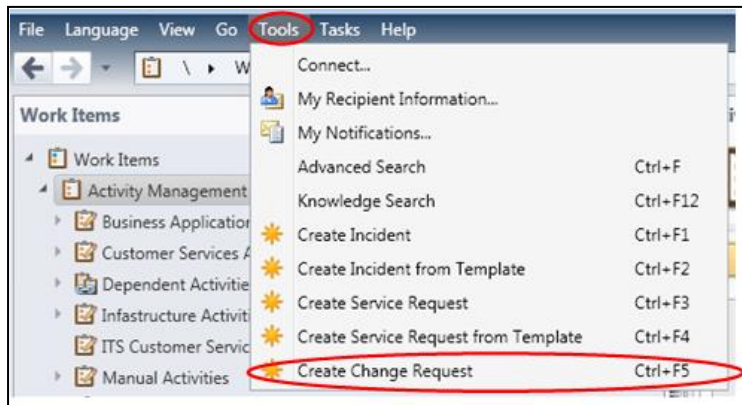 File Language View Go Tools Tasks Help
\ W
Work Items
Work Items
Activity Management
Business Application
Customer Services A
Dependent Activitie
Infastructure Activiti
ITS Customer Servic
Manual Activities
Connect...
My Recipient Information...
My Notifications...
Advanced Search Ctrl+F
Knowledge Search Ctrl+F12
Create Incident Ctrl+F1
Create Incident from Template Ctrl+F2
Create Service Request Ctrl+F3
Create Service Request from Template Ctrl+F4
Create Change Request Ctrl+F5